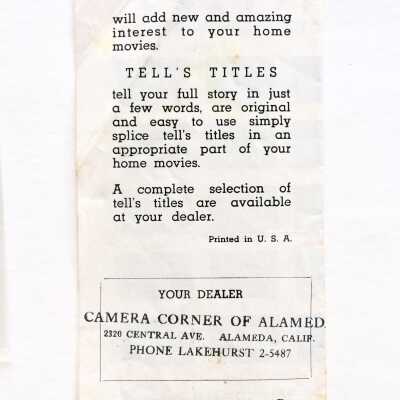 will add new and amazing
interest to your home
movies.
TELL'S TITLES
tell your full story in just
a few words, are original
and easy to use simply
splice tell's titles in an
appropriate part of your
home movies.
A complete selection of
tell's titles are available
at your dealer.
Printed in U. S. A.
YOUR DEALER
CAMERA CORNER OF ALAMED
2320 CENTRAL AVE. ALAMEDA, CALIF.
PHONE LAKEHURST 2-5487